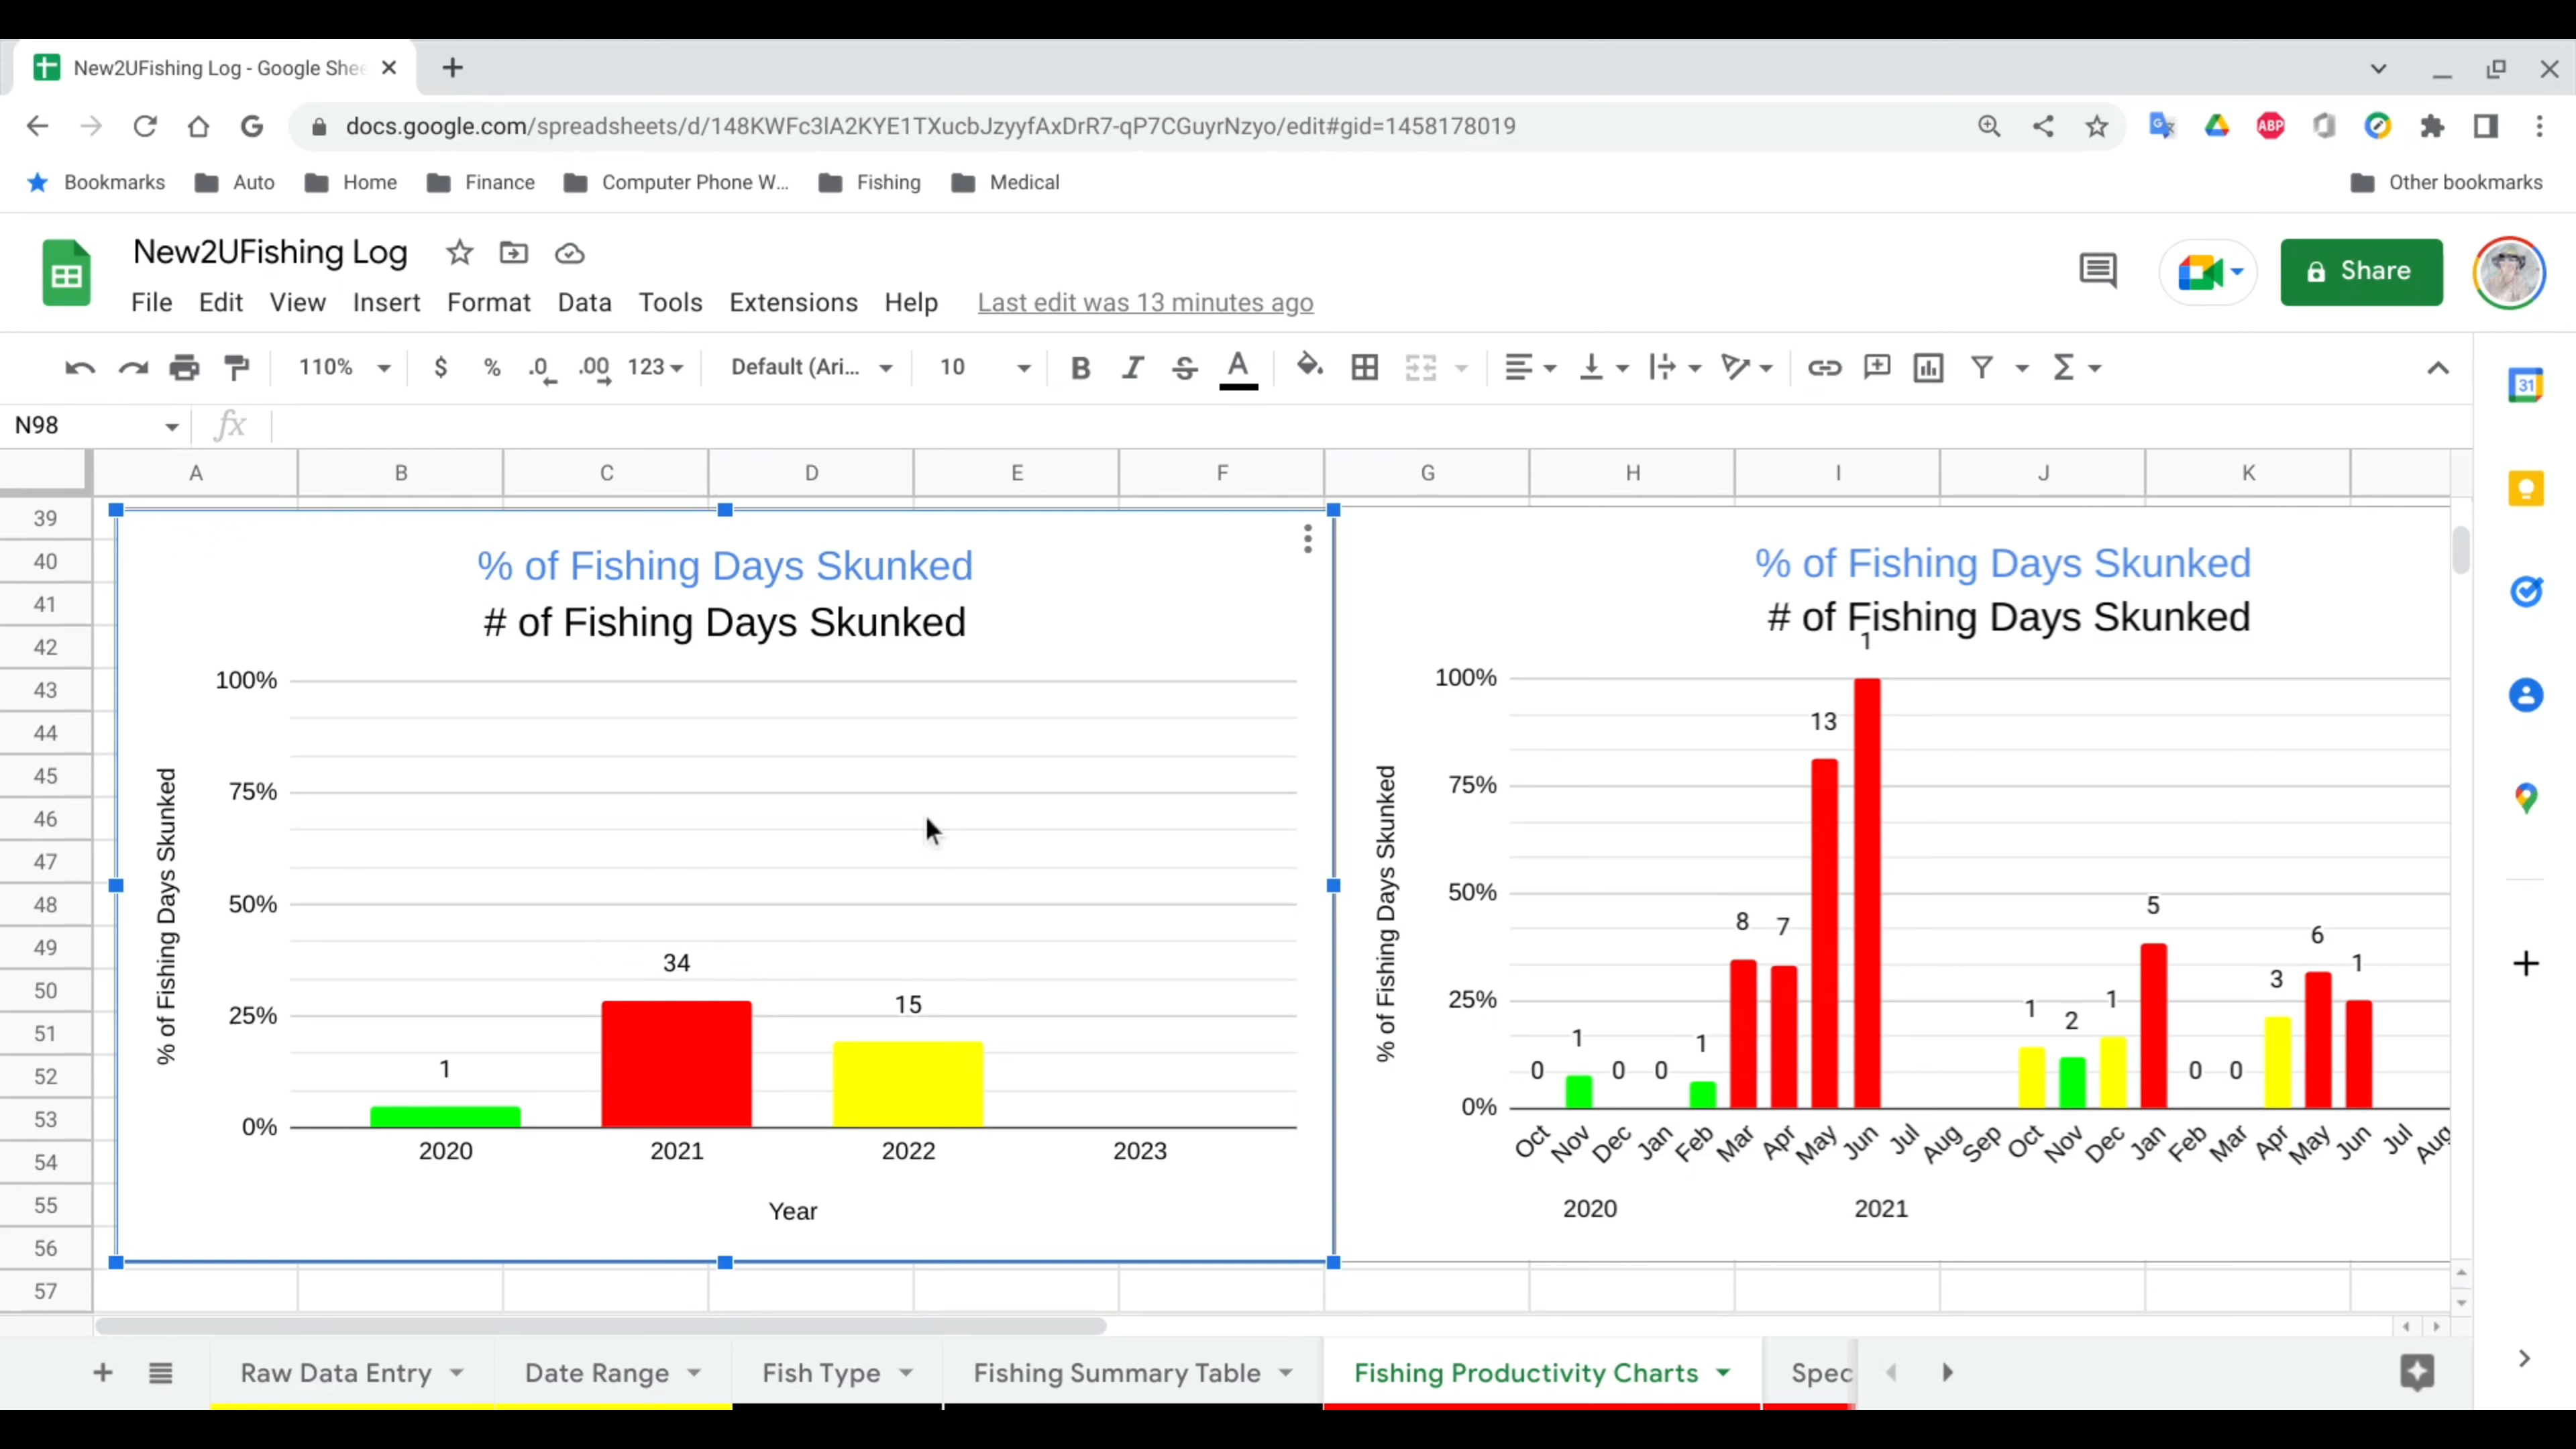 New2UFishing Log - Google Shee
docs.google.com/spreadsheets/d/148KWFc3lA2KYE1TXucbJzyyfAxDrR7-qP7CGuyrNzyo/edit#gid=1458178019
ABP
Bookmarks Auto Home Finance Computer Phone W... Fishing Medical Other bookmarks
New2UFishing Log
Share
File Edit View Insert Format Data Tools Extensions Help Last edit was 13 minutes ago
110% $ % .0 .00 123 Default (Ari... 10 B I S A
31
N98 fx
A B C D E F G H I J K
39
40
41
42
43
44
45
46
47
48
49
50
51
52
53
54
55
56
57
% of Fishing Days Skunked
# of Fishing Days Skunked
% of Fishing Days Skunked
100%
75%
50%
25%
0%
1 34 15
2020 2021 2022 2023
Year
% of Fishing Days Skunked
# of Fishing Days Skunked
% of Fishing Days Skunked
100%
75%
50%
25%
0%
0 1 0 0 1 8 7 13 1 1 2 1 5 0 0 3 6 1
Oct Nov Dec Jan Feb Mar Apr May Jun Jul Aug Sep Oct Nov Dec Jan Feb Mar Apr May Jun Jul Aug
2020 2021
Raw Data Entry Date Range Fish Type Fishing Summary Table Fishing Productivity Charts Spec